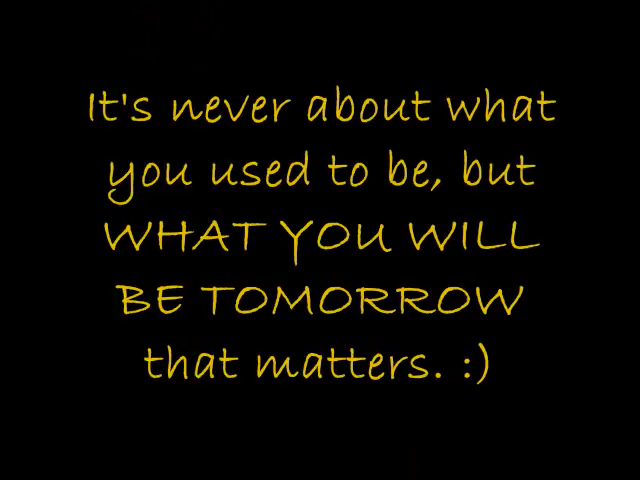 It's never about what
you used to be, but
WHAT YOU WILL
BE TOMORROW
that matters. :)